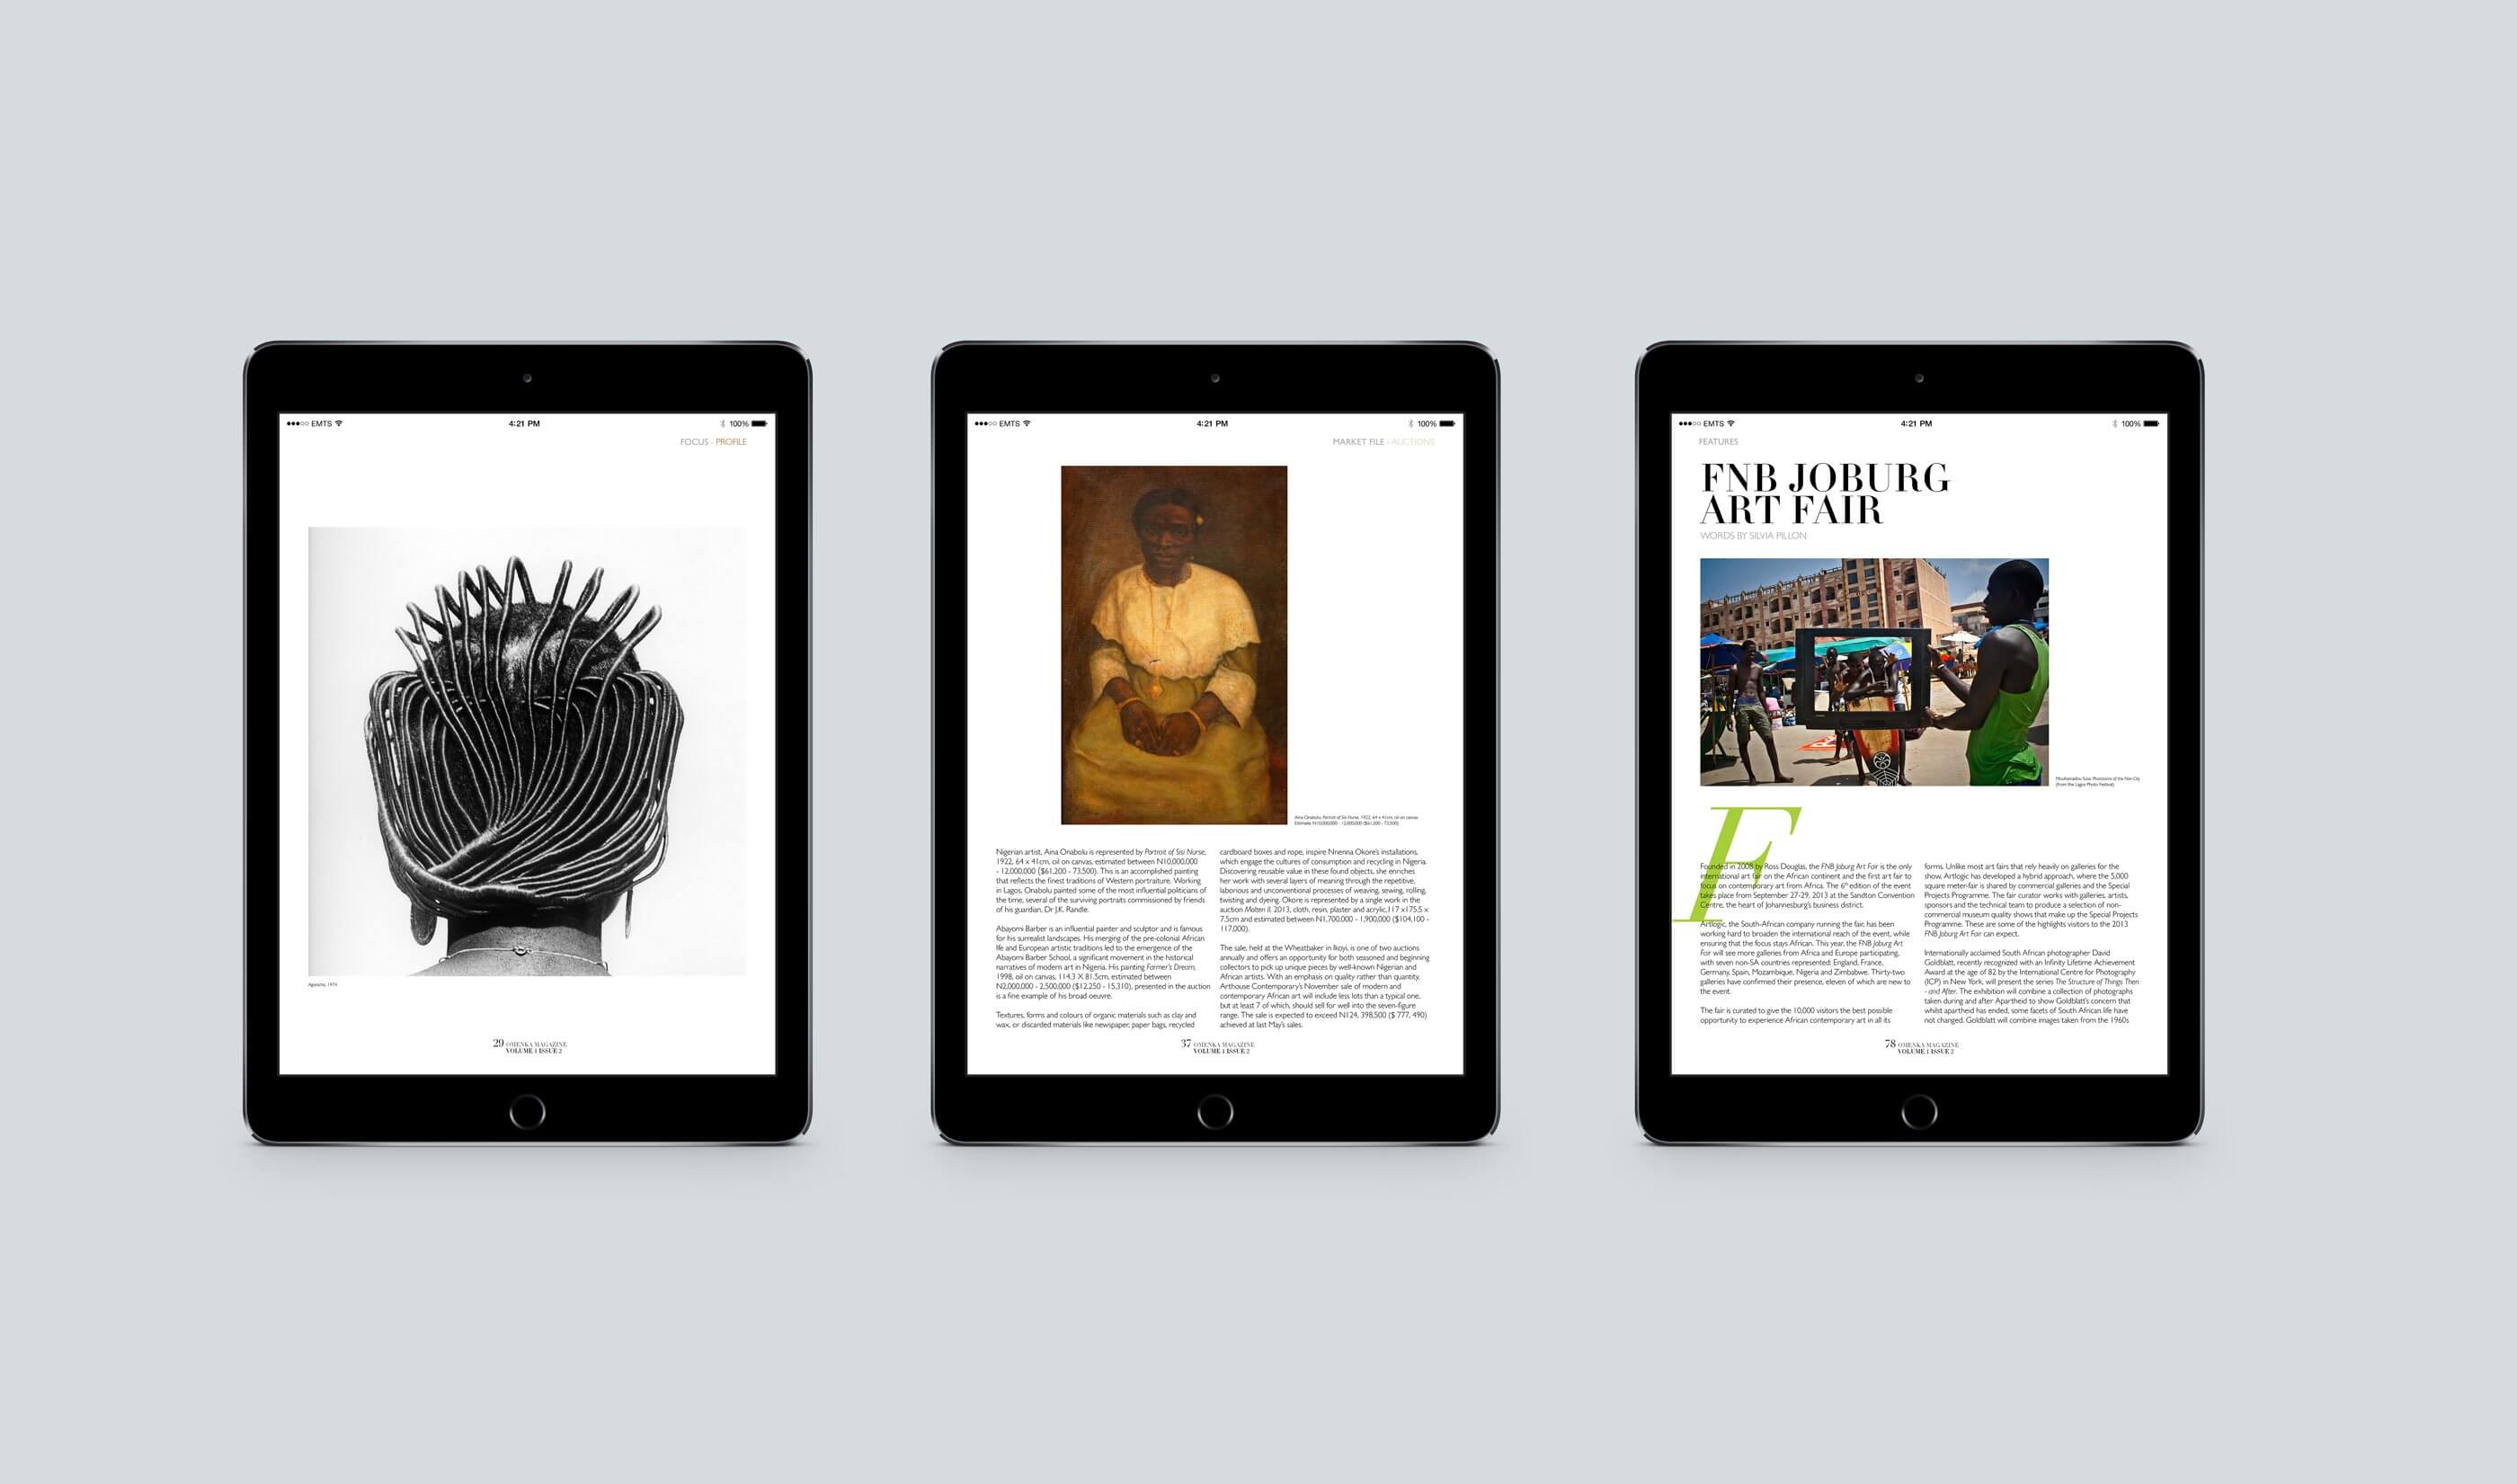 EMTS
4:21 PM
100%
FOCUS - PROFILE
Agaracha, 1974
29 OMENKA MAGAZINE
VOLUME 1 ISSUE 2
EMTS
4:21 PM
100%
MARKET FILE - AUCTIONS
Aina Onabolu, Portrait of Sisi Nurse, 1922, 64 x 41cm, oil on canvas
Estimate: N10,000,000 - 12,000,000 ($61,200 - 73,500)
Nigerian artist, Aina Onabolu is represented by Portrait of Sisi Nurse,
1922, 64 x 41cm, oil on canvas, estimated between N10,000,000
- 12,000,000 ($61,200 - 73,500). This is an accomplished painting
that reflects the finest traditions of Western portraiture. Working
in Lagos, Onabolu painted some of the most influential politicians of
the time, several of the surviving portraits commissioned by friends
of his guardian, Dr J.K. Randle.
Abayomi Barber is an influential painter and sculptor and is famous
for his surrealist landscapes. His merging of the pre-colonial African
life and European artistic traditions led to the emergence of the
Abayomi Barber School, a significant movement in the historical
narratives of modern art in Nigeria. His painting Farmer's Dream,
1998, oil on canvas, 114.3 X 81.5cm, estimated between
N2,000,000 - 2,500,000 ($12,250 - 15,310), presented in the auction
is a fine example of his broad oeuvre.
Textures, forms and colours of organic materials such as clay and
wax, or discarded materials like newspaper, paper bags, recycled
cardboard boxes and rope, inspire Nnenna Okore's installations,
which engage the cultures of consumption and recycling in Nigeria.
Discovering reusable value in these found objects, she enriches
her work with several layers of meaning through the repetitive,
laborious and unconventional processes of weaving, sewing, rolling,
twisting and dyeing. Okore is represented by a single work in the
auction Molten II, 2013, cloth, resin, plaster and acrylic,117 x175.5 x
7.5cm and estimated between N1,700,000 - 1,900,000 ($104,100 -
117,000).
The sale, held at the Wheatbaker in Ikoyi, is one of two auctions
annually and offers an opportunity for both seasoned and beginning
collectors to pick up unique pieces by well-known Nigerian and
African artists. With an emphasis on quality rather than quantity,
Arthouse Contemporary's November sale of modern and
contemporary African art will include less lots than a typical one,
but at least 7 of which, should sell for well into the seven-figure
range. The sale is expected to exceed N124, 398,500 ($ 777, 490)
achieved at last May's sales.
37 OMENKA MAGAZINE
VOLUME 1 ISSUE 2
EMTS
4:21 PM
100%
FEATURES
FNB JOBURG
ART FAIR
WORDS BY SILVIA PILLON
Mouhamadou Sow, Phantoms of the Non-City
(From the Lagos Photo Festival)
F
Founded in 2008 by Ross Douglas, the FNB Joburg Art Fair is the only
international art fair on the African continent and the first art fair to
focus on contemporary art from Africa. The 6th edition of the event
takes place from September 27-29, 2013 at the Sandton Convention
Centre, the heart of Johannesburg's business district.
Artlogic, the South-African company running the fair, has been
working hard to broaden the international reach of the event, while
ensuring that the focus stays African. This year, the FNB Joburg Art
Fair will see more galleries from Africa and Europe participating,
with seven non-SA countries represented: England, France,
Germany, Spain, Mozambique, Nigeria and Zimbabwe. Thirty-two
galleries have confirmed their presence, eleven of which are new to
the event.
The fair is curated to give the 10,000 visitors the best possible
opportunity to experience African contemporary art in all its
forms. Unlike most art fairs that rely heavily on galleries for the
show, Artlogic has developed a hybrid approach, where the 5,000
square meter-fair is shared by commercial galleries and the Special
Projects Programme. The fair curator works with galleries, artists,
sponsors and the technical team to produce a selection of non-
commercial museum quality shows that make up the Special Projects
Programme. These are some of the highlights visitors to the 2013
FNB Joburg Art Fair can expect.
Internationally acclaimed South African photographer David
Goldblatt, recently recognized with an Infinity Lifetime Achievement
Award at the age of 82 by the International Centre for Photography
(ICP) in New York, will present the series The Structure of Things Then
- and After. The exhibition will combine a collection of photographs
taken during and after Apartheid to show Goldblatt's concern that
whilst apartheid has ended, some facets of South African life have
not changed. Goldblatt will combine images taken from the 1960s
78 OMENKA MAGAZINE
VOLUME 1 ISSUE 2